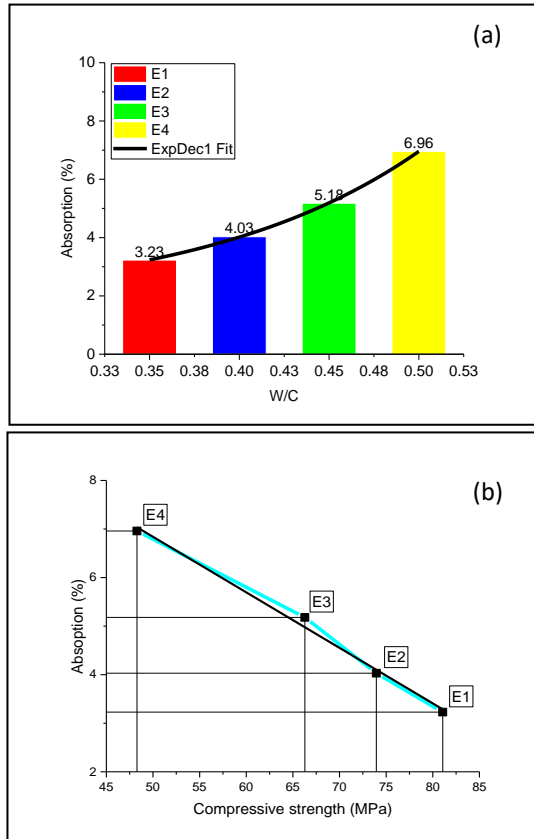 (a)
10
8
6
4
2
0
Absorption (%)
E1
E2
E3
E4
ExpDec1 Fit
3.23
4.03
5.18
6.96
0.33 0.35 0.38 0.40 0.43 0.45 0.48 0.50 0.53
W/C
(b)
8
6
4
2
Absoption (%)
E4
E3
E2
E1
45 50 55 60 65 70 75 80 85
Compressive strength (MPa)